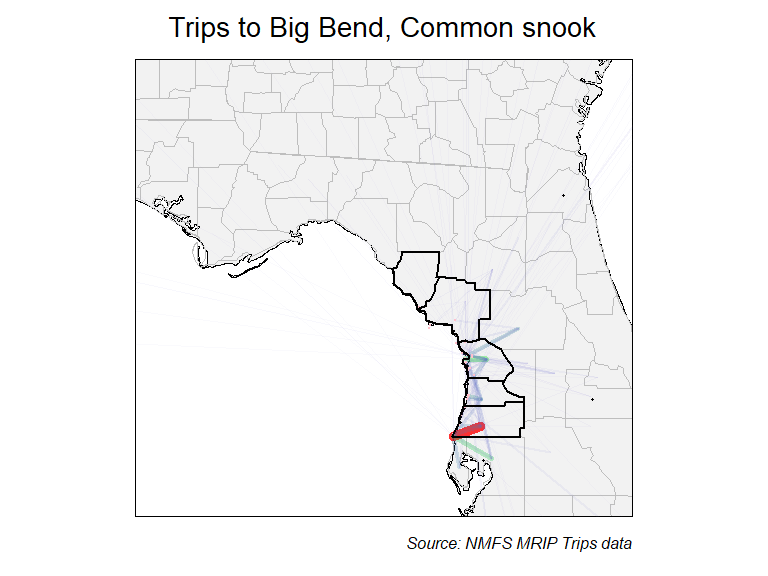 Trips to Big Bend, Common snook
Source: NMFS MRIP Trips data